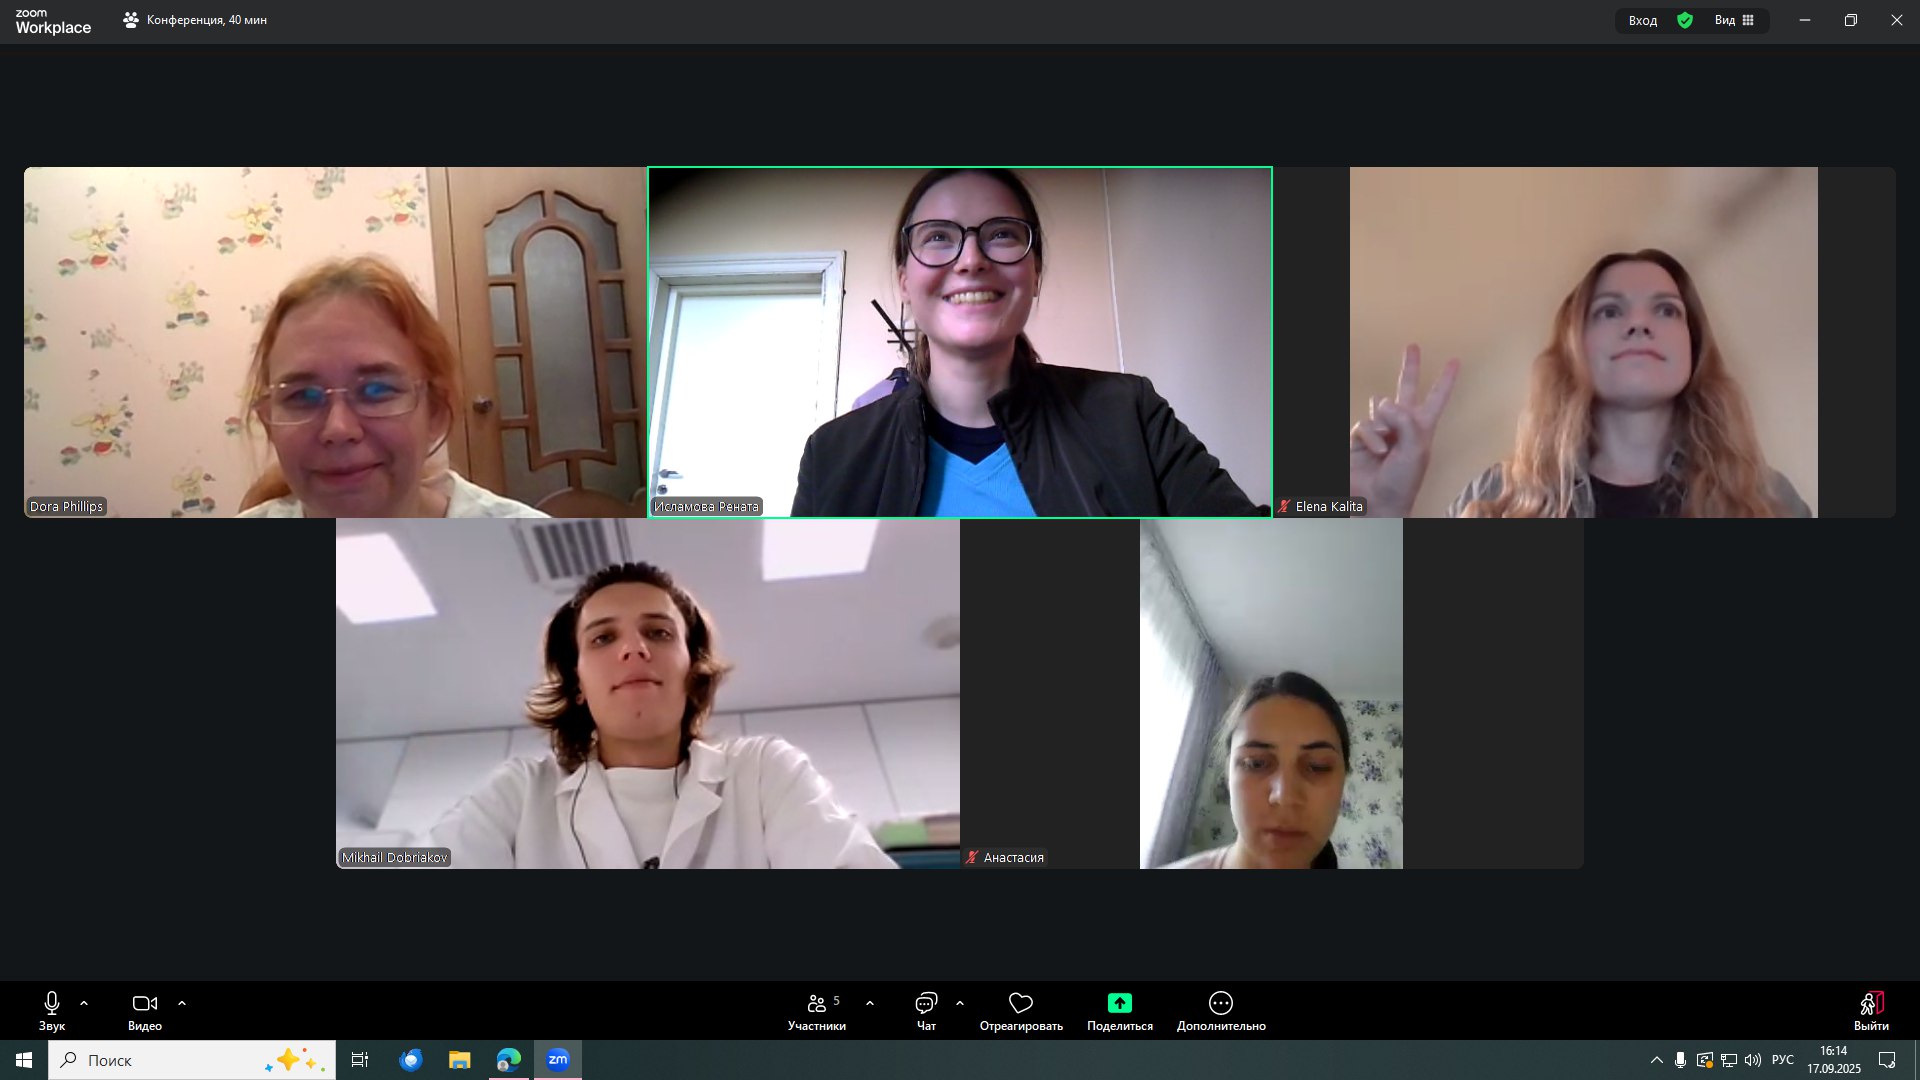 zoom
Workplace
Конференция, 40 мин
Вход
Вид
Dora Phillips
Исламова Рената
Elena Kalita
Mikhail Dobriakov
Анастасия
Звук
Видео
5
Участники
Чат
Отреагировать
Поделиться
Дополнительно
Выйти
Поиск
zm
РУС
16:14
17.09.2025